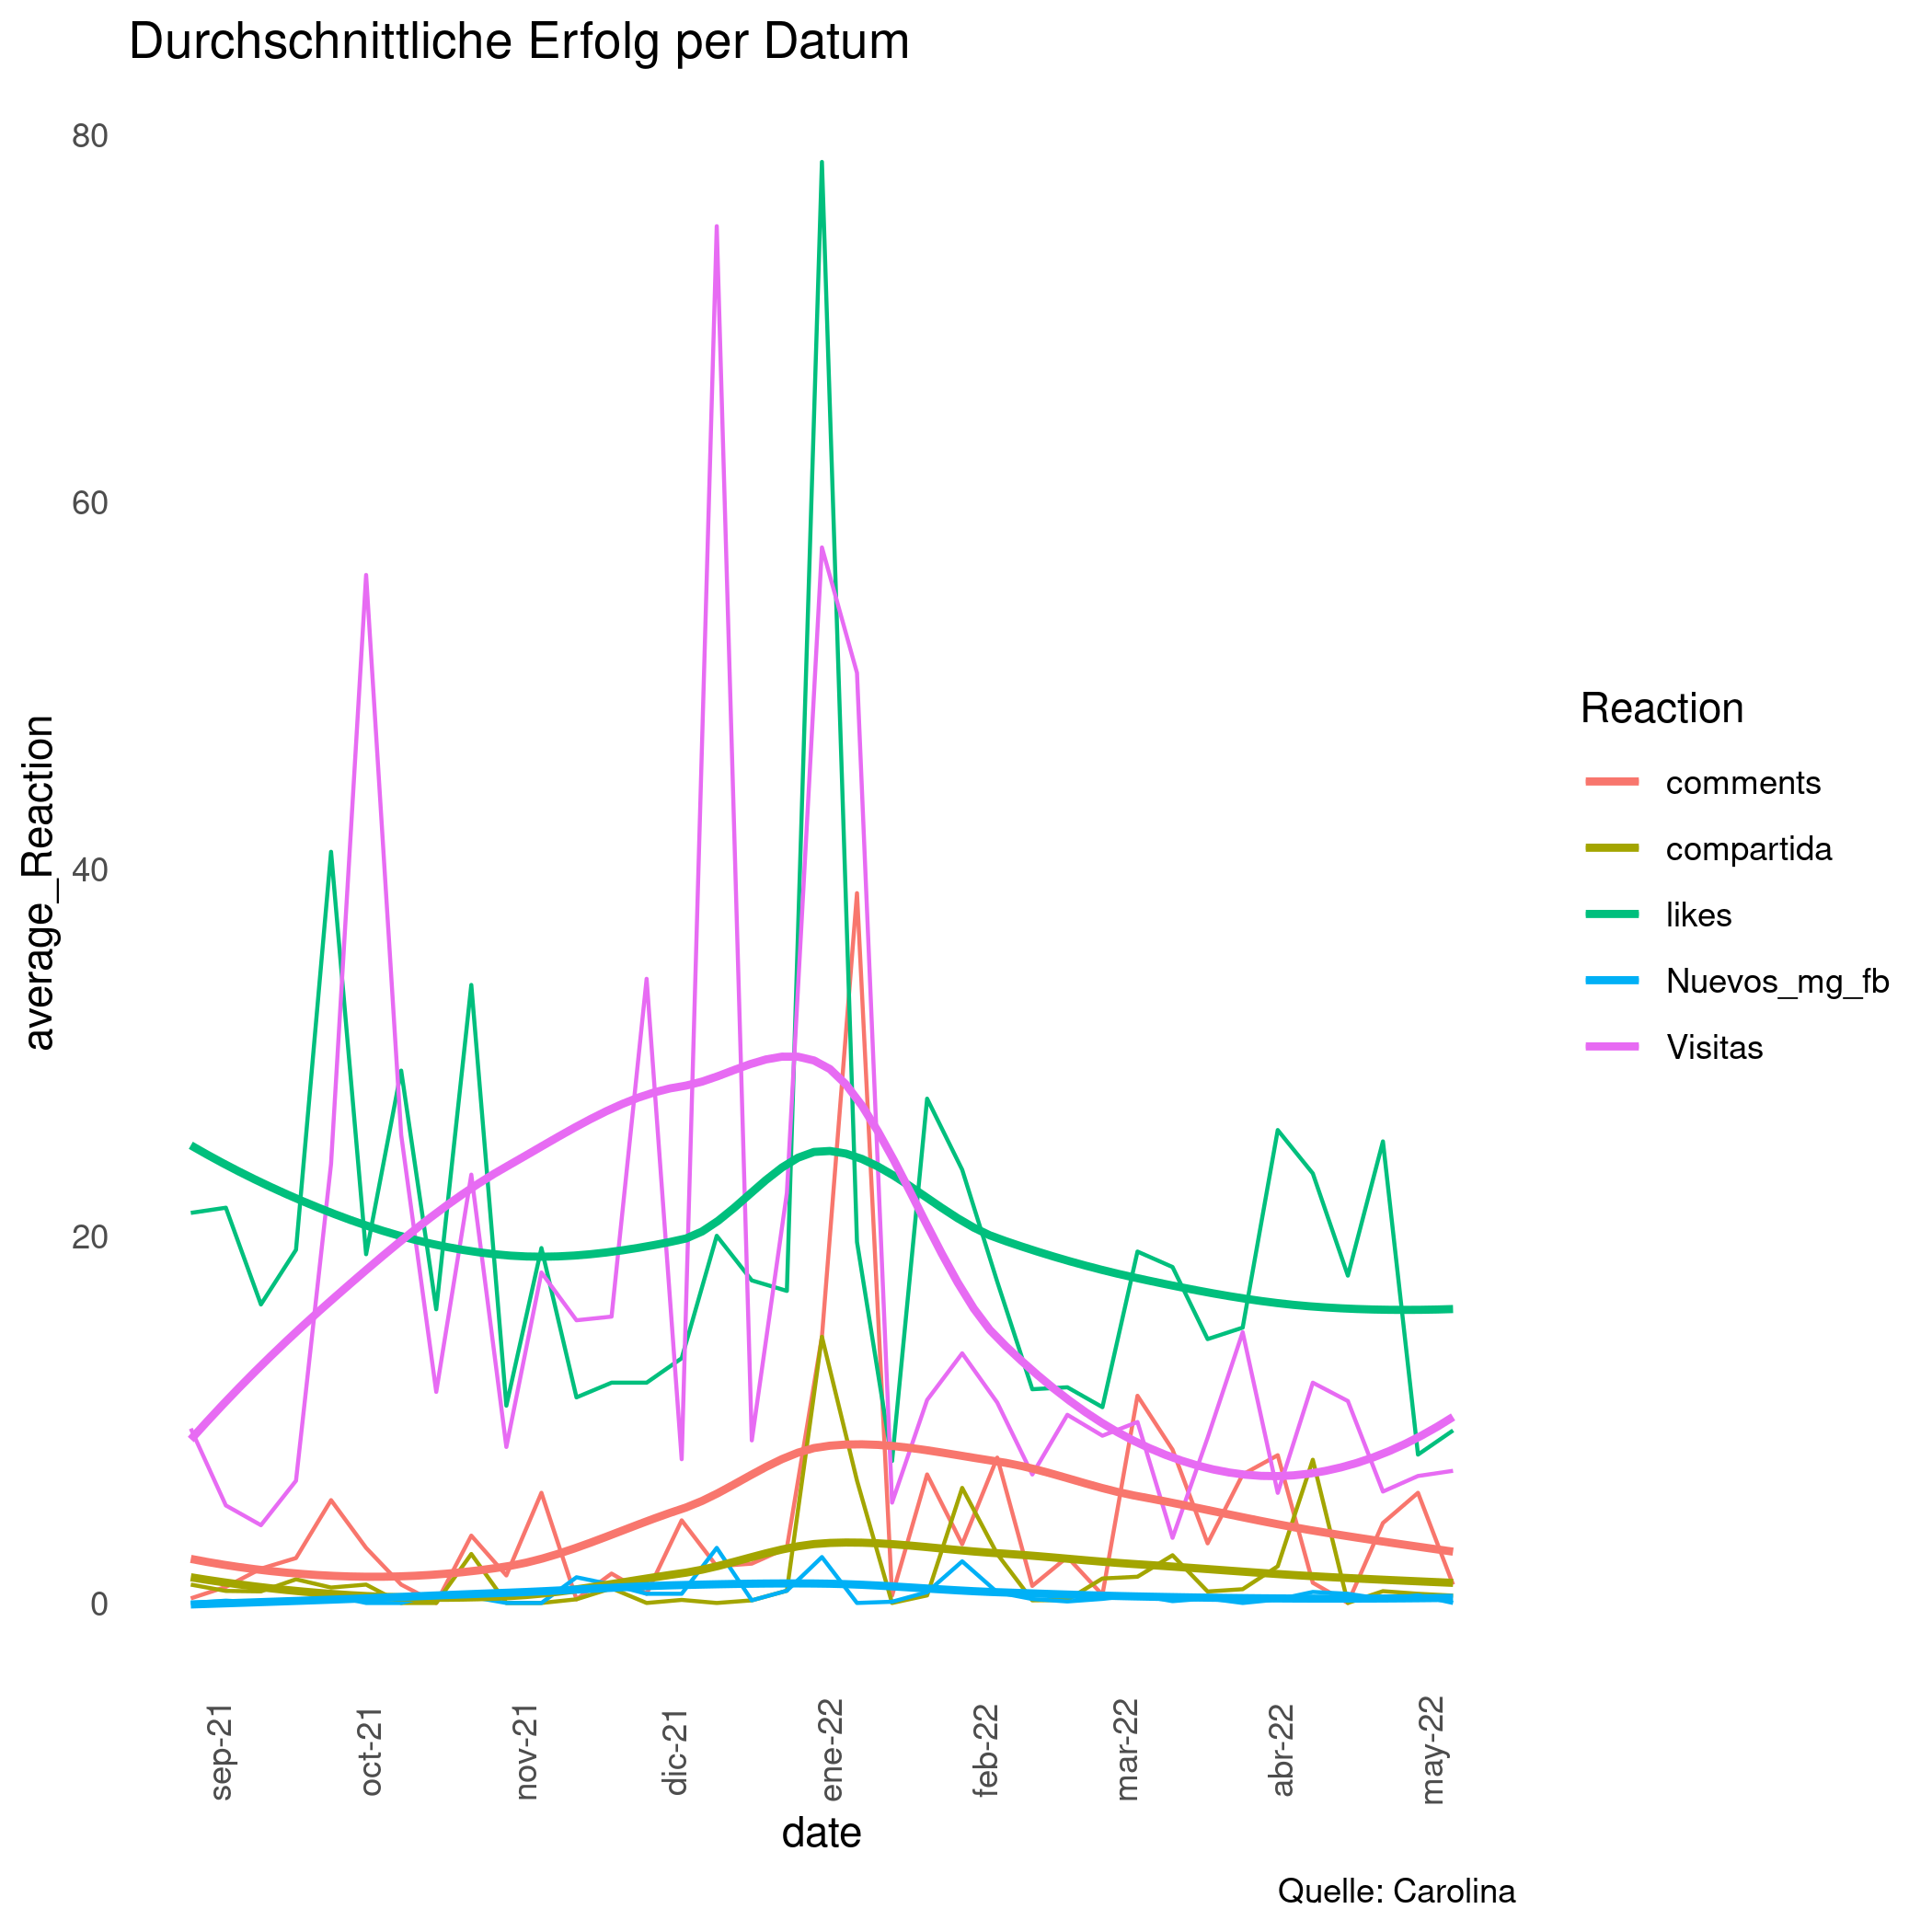 Durchschnittliche Erfolg per Datum
average_Reaction
80
60
40
20
0
sep-21
oct-21
nov-21
dic-21
ene-22
feb-22
mar-22
abr-22
may-22
date
Reaction
comments
compartida
likes
Nuevos_mg_fb
Visitas
Quelle: Carolina